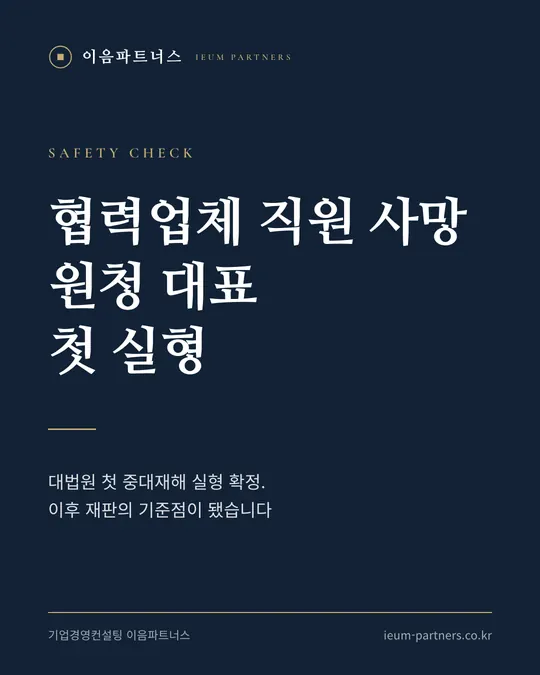 이음파트너스 IEUM PARTNERS
SAFETY CHECK
협력업체 직원 사망
원청 대표
첫 실형
대법원 첫 중대재해 실형 확정.
이후 재판의 기준점이 됐습니다
기업경영컨설팅 이음파트너스 ieum-partners.co.kr